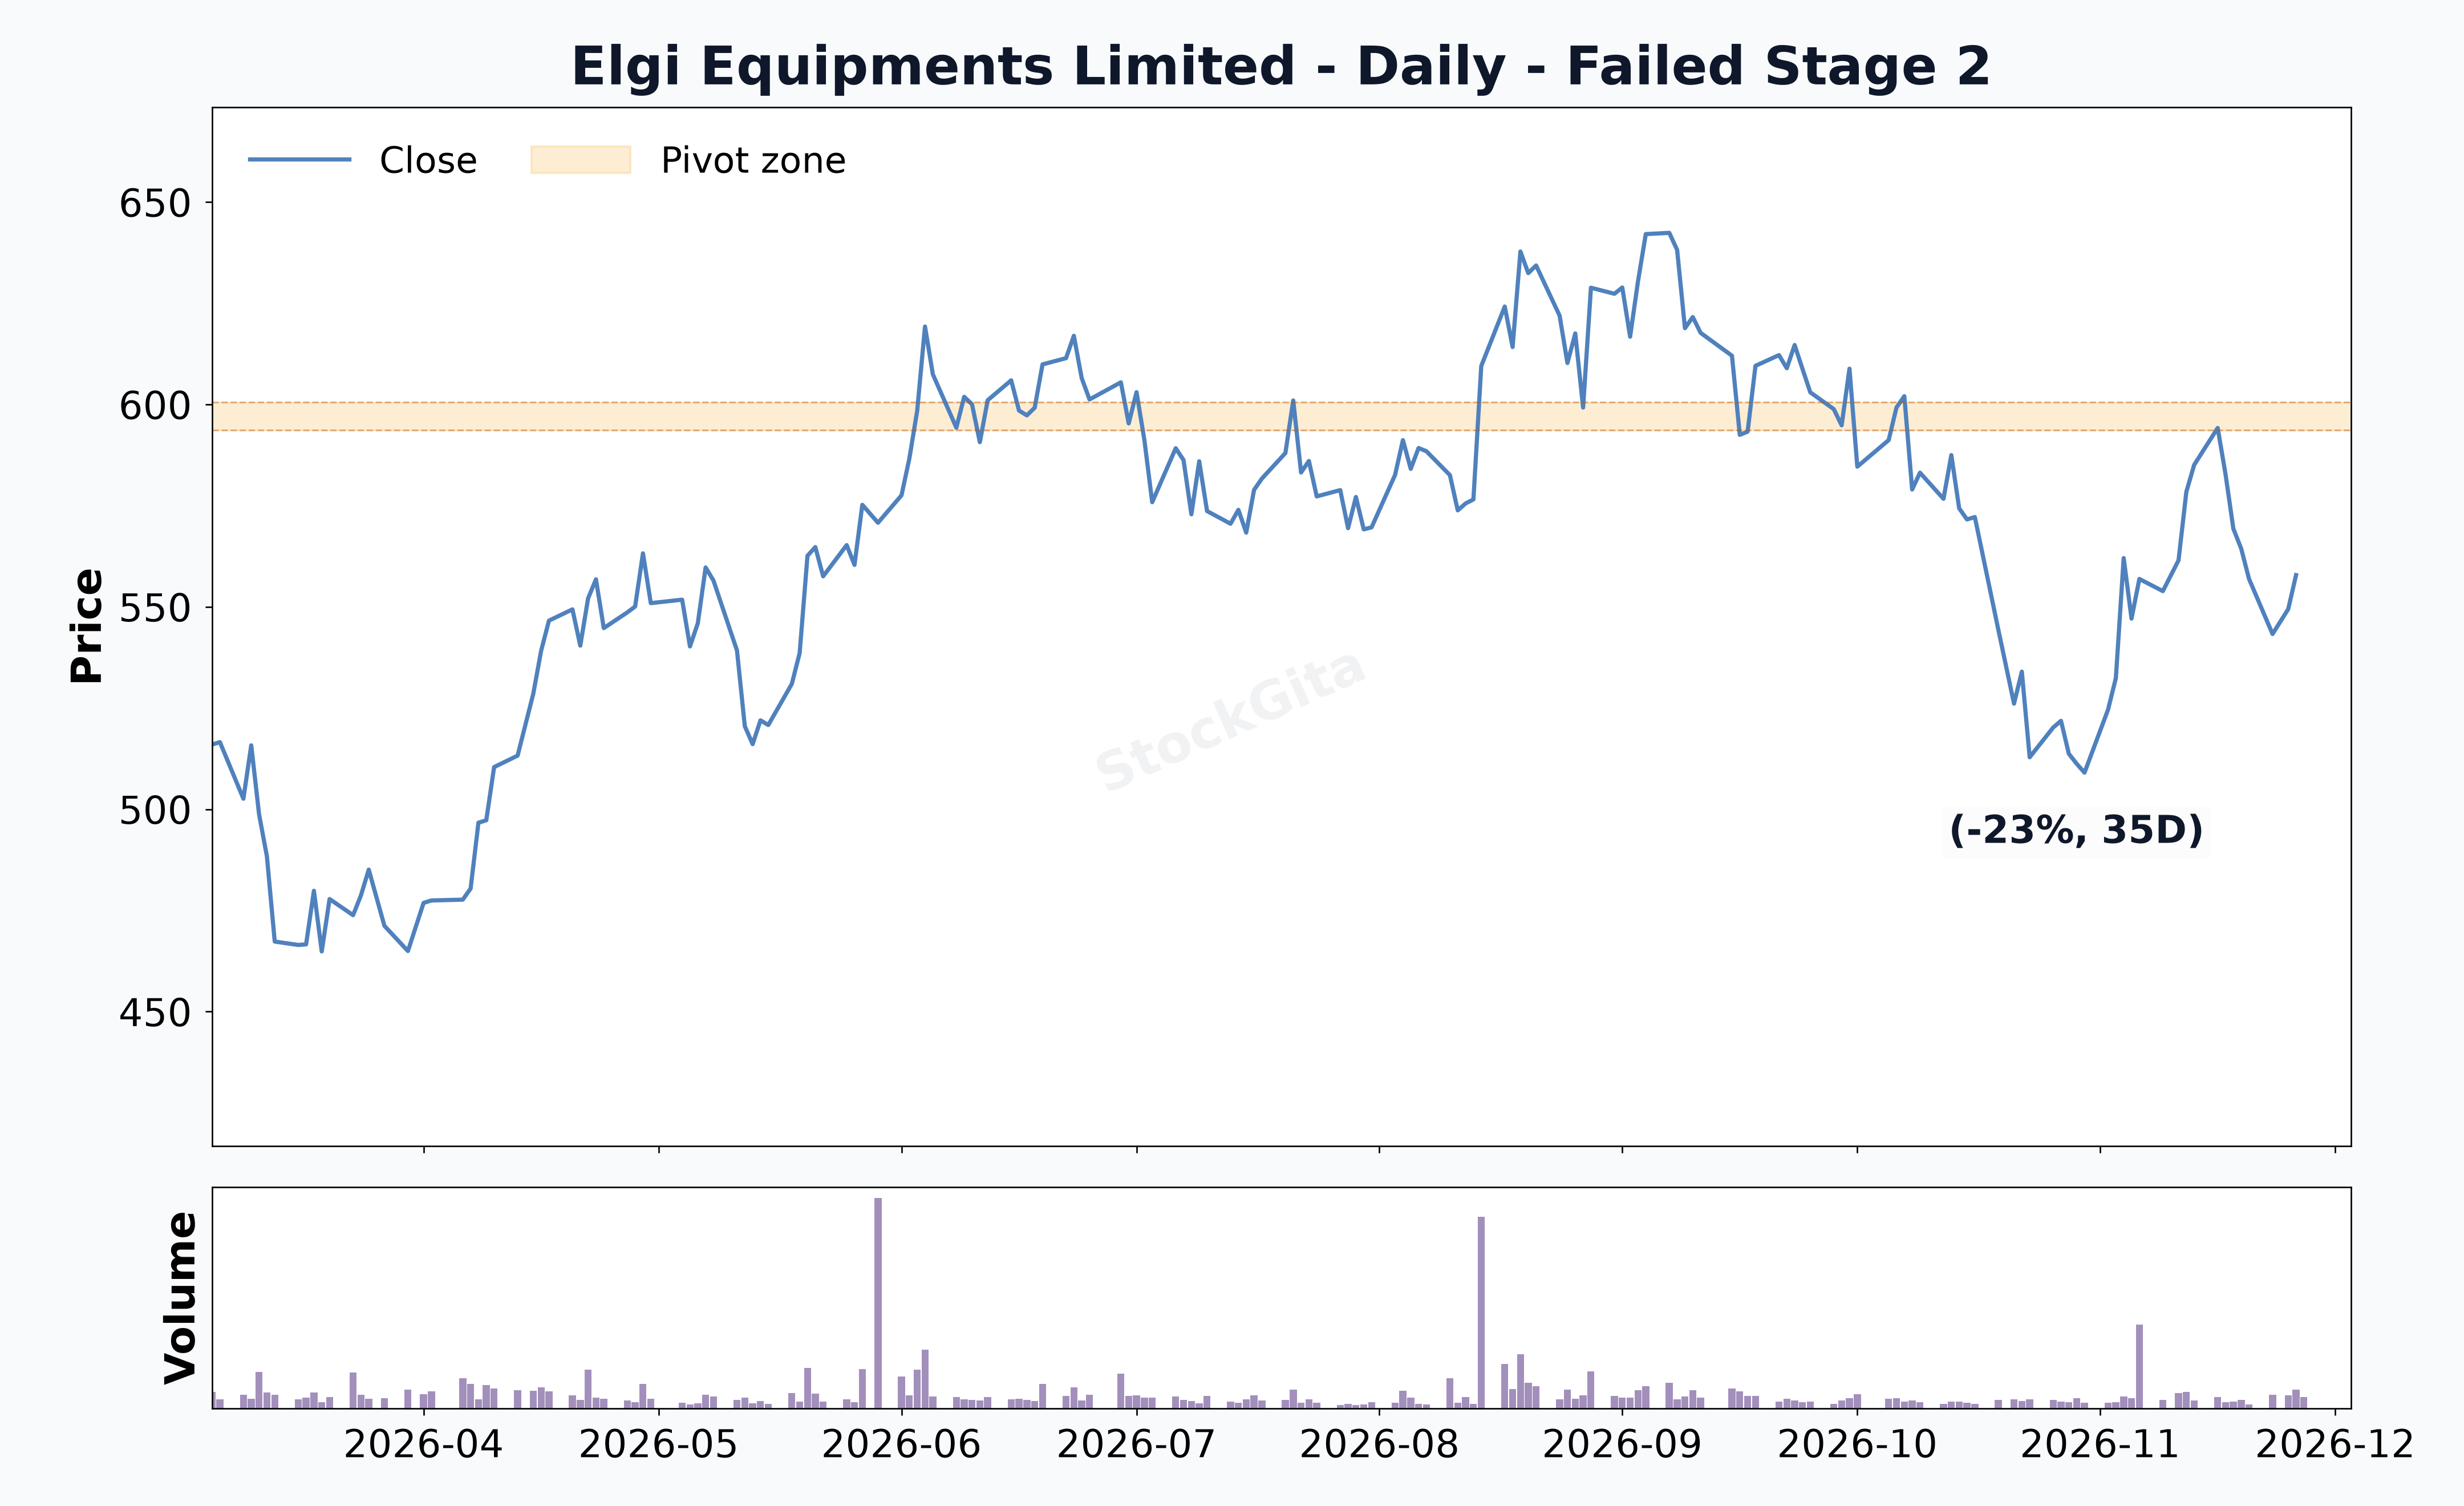 Elgi Equipments Limited - Daily - Failed Stage 2
Close
Pivot zone
650
600
550
500
450
Price
StockGita
(-23%, 35D)
Volume
2026-04
2026-05
2026-06
2026-07
2026-08
2026-09
2026-10
2026-11
2026-12